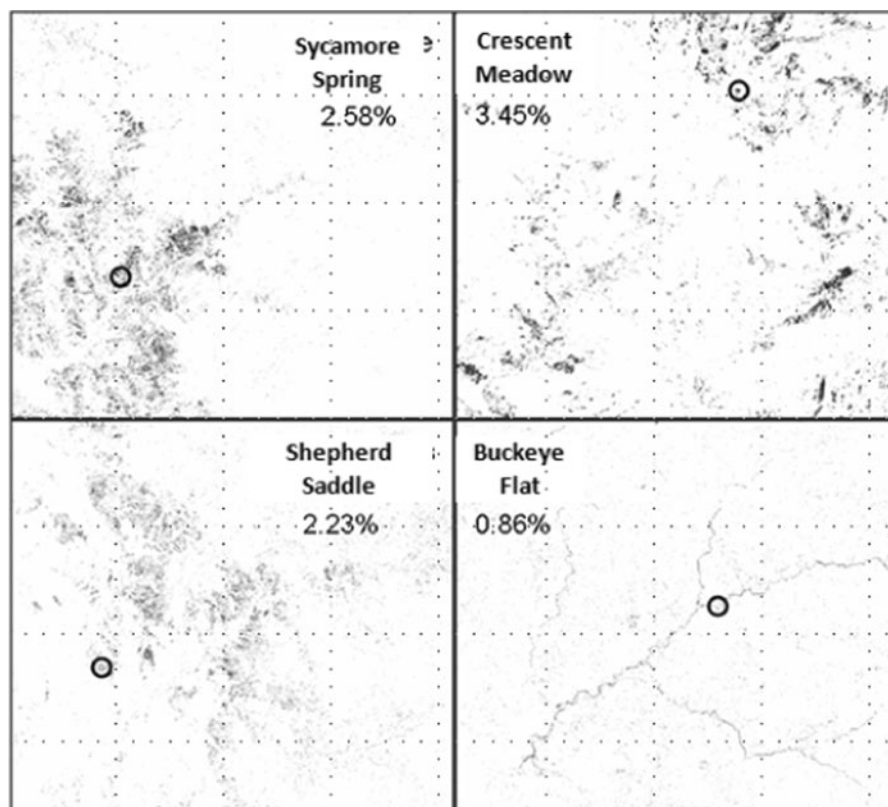 Sycamore
Spring
2.58%
Crescent
Meadow
3.45%
Shepherd
Saddle
2.23%
Buckeye
Flat
0.86%